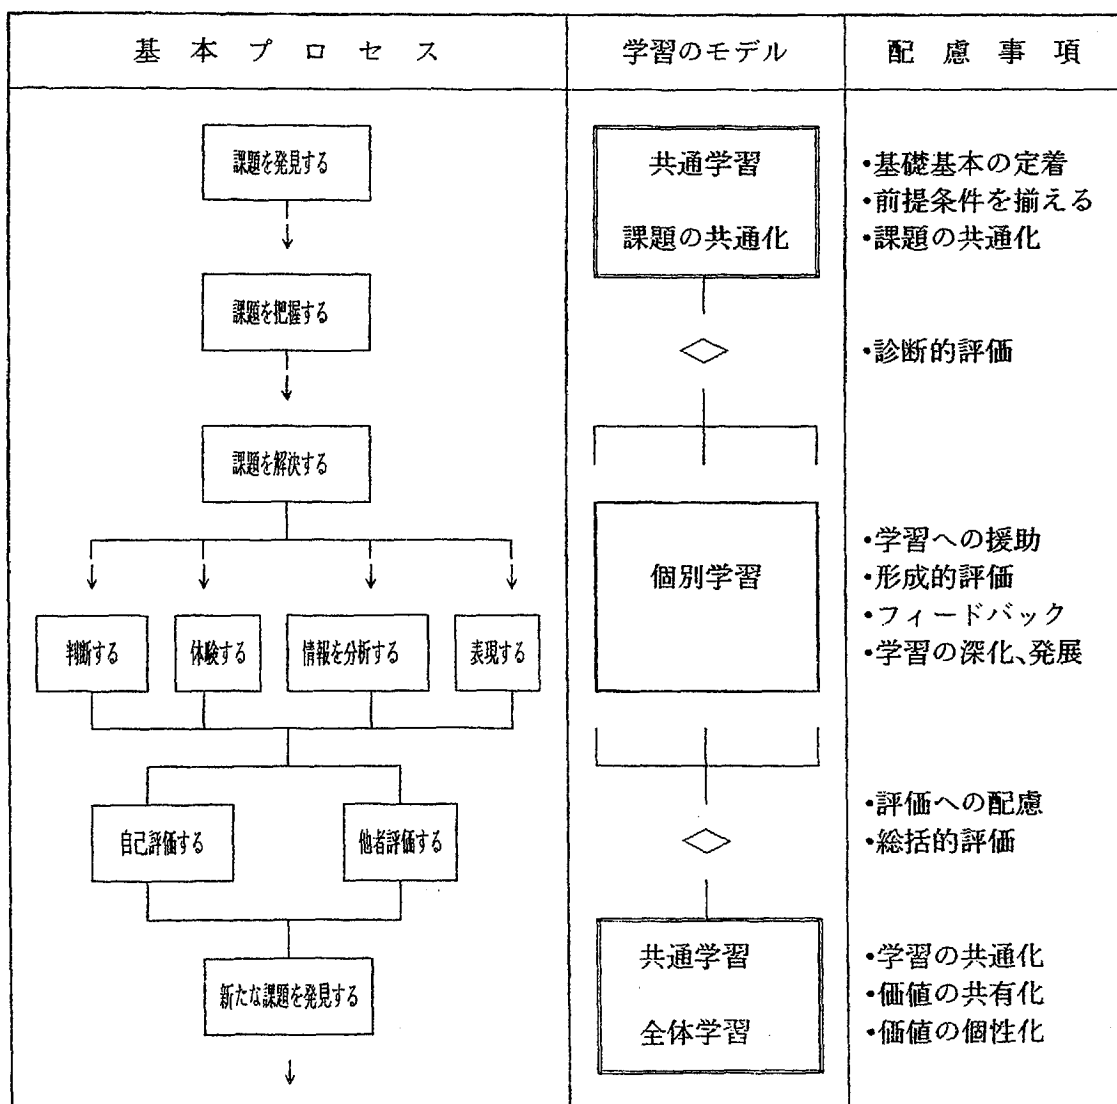 基本プロセス
学習のモデル
配慮事項
課題を発見する
課題を把握する
課題を解決する
判断する
体験する
情報を分析する
表現する
自己評価する
他者評価する
新たな課題を発見する
共通学習
課題の共通化
個別学習
共通学習
全体学習
・基礎基本の定着
・前提条件を揃える
・課題の共通化
・診断的評価
・学習への援助
・形成的評価
・フィードバック
・学習の深化、発展
・評価への配慮
・総括的評価
・学習の共通化
・価値の共有化
・価値の個性化